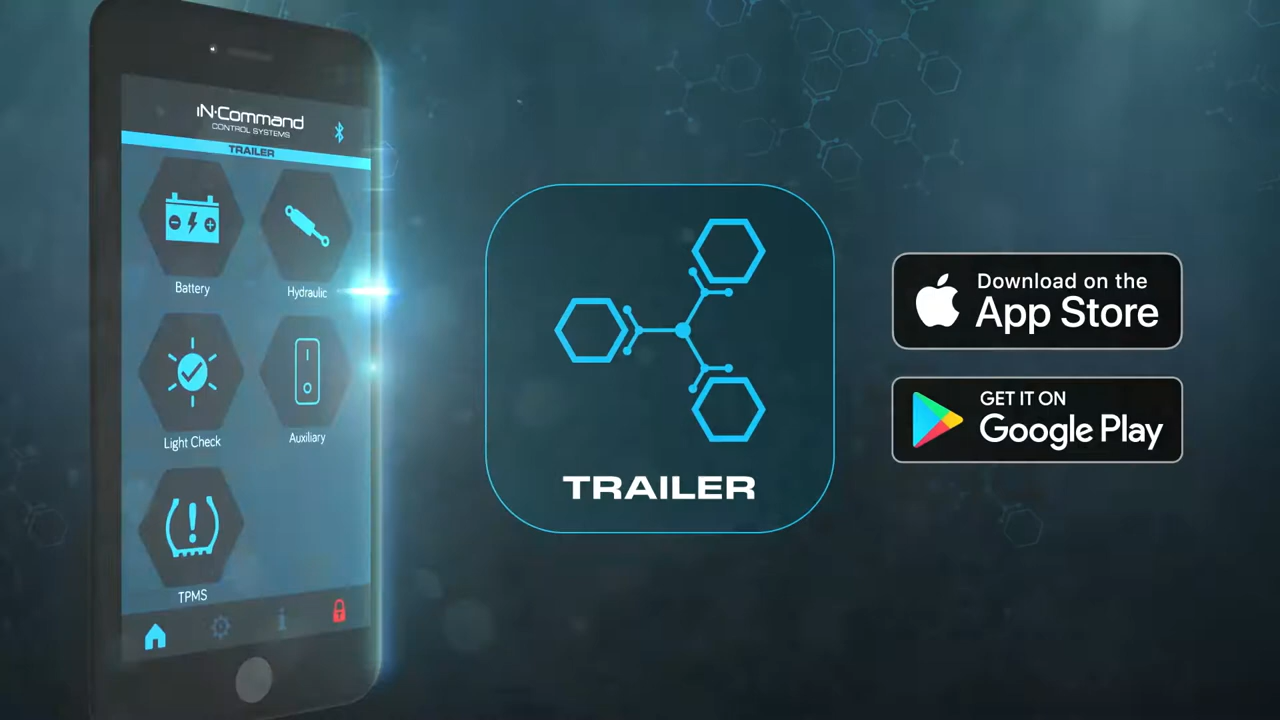 iN·Command
CONTROL SYSTEMS
TRAILER
Battery
Hydraulic
Light Check
Auxiliary
TPMS
TRAILER
Download on the
App Store
GET IT ON
Google Play